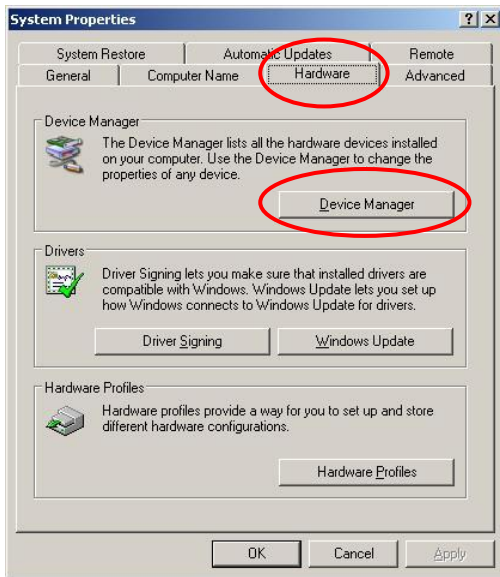 System Properties
? X
System Restore Automatic Updates Remote
General Computer Name Hardware Advanced
Device Manager
The Device Manager lists all the hardware devices installed
on your computer. Use the Device Manager to change the
properties of any device.
Device Manager
Drivers
Driver Signing lets you make sure that installed drivers are
compatible with Windows. Windows Update lets you set up
how Windows connects to Windows Update for drivers.
Driver Signing Windows Update
Hardware Profiles
Hardware profiles provide a way for you to set up and store
different hardware configurations.
Hardware Profiles
OK Cancel Apply